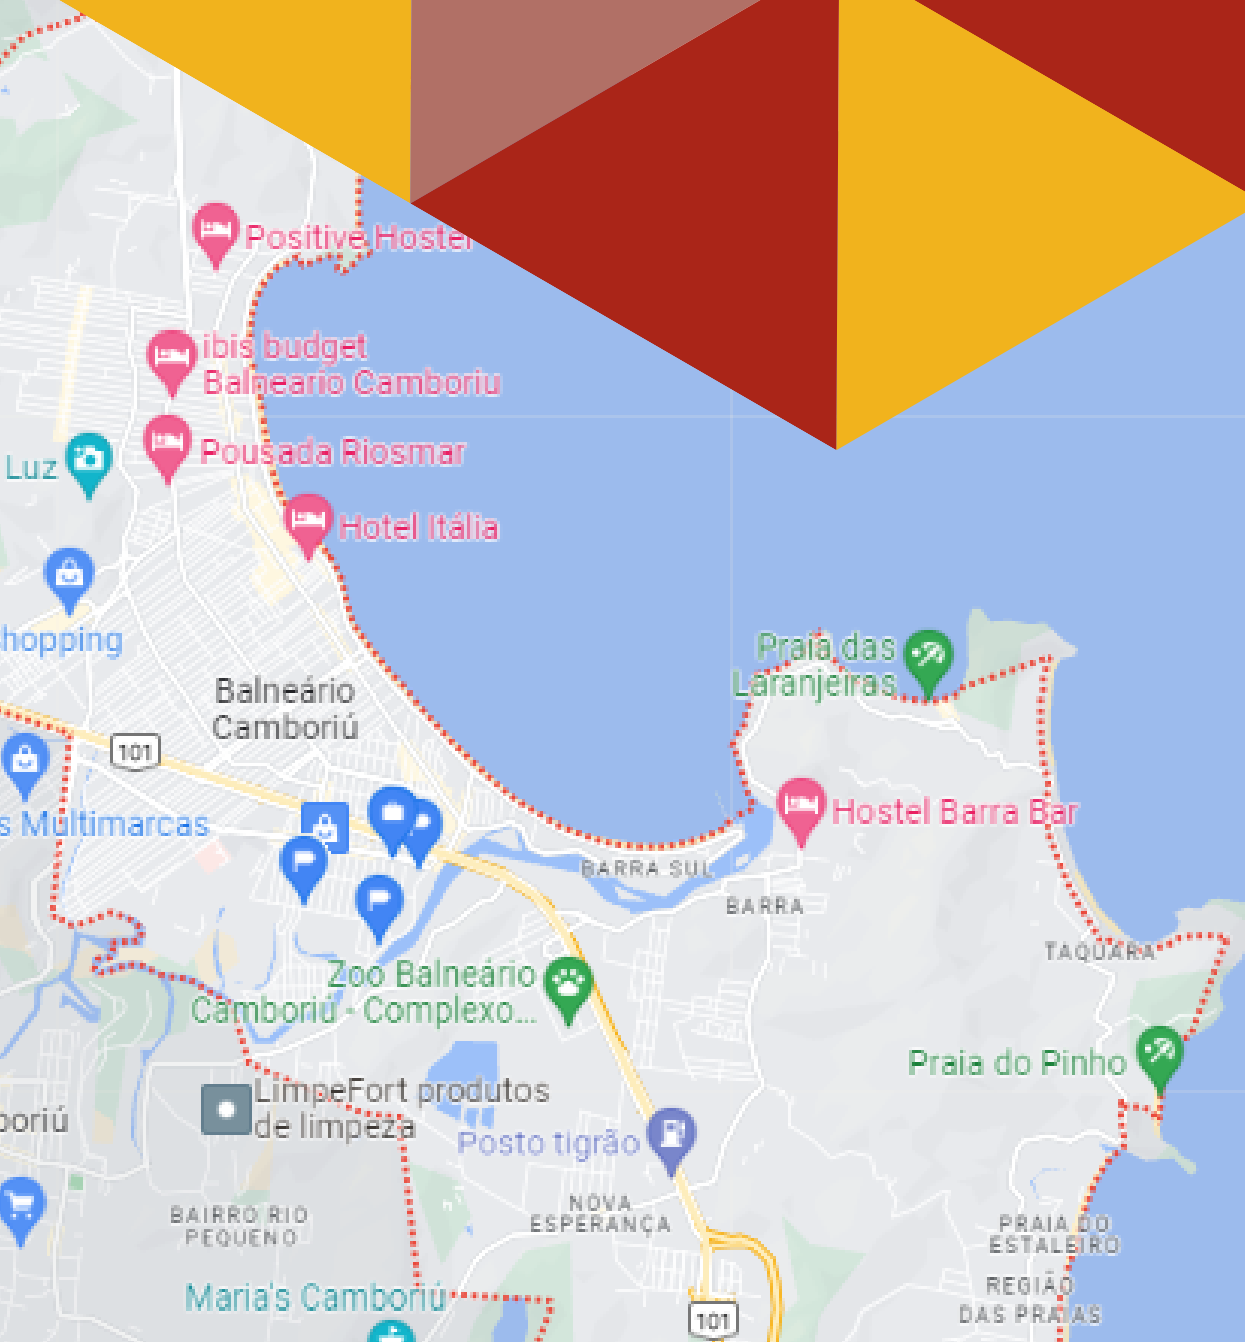 Positive Hostel
ibis budget
Balneario Camboriu
Pousada Riosmar
Luz
Hotel Itália
hopping
Praia das
Laranjeiras
Balneário
Camboriú
101
s Multimarcas
Hostel Barra Bar
BARRA SUL
BARRA
TAQUARA
Zoo Balneário
Camboriú - Complexo...
Praia do Pinho
LimpeFort produtos
de limpeza
boriú
Posto tigrão
NOVA
ESPERANÇA
BAIRRO RIO
PEQUENO
PRAIA DO
ESTALEIRO
REGIÃO
DAS PRAIAS
Maria's Camboriú
101